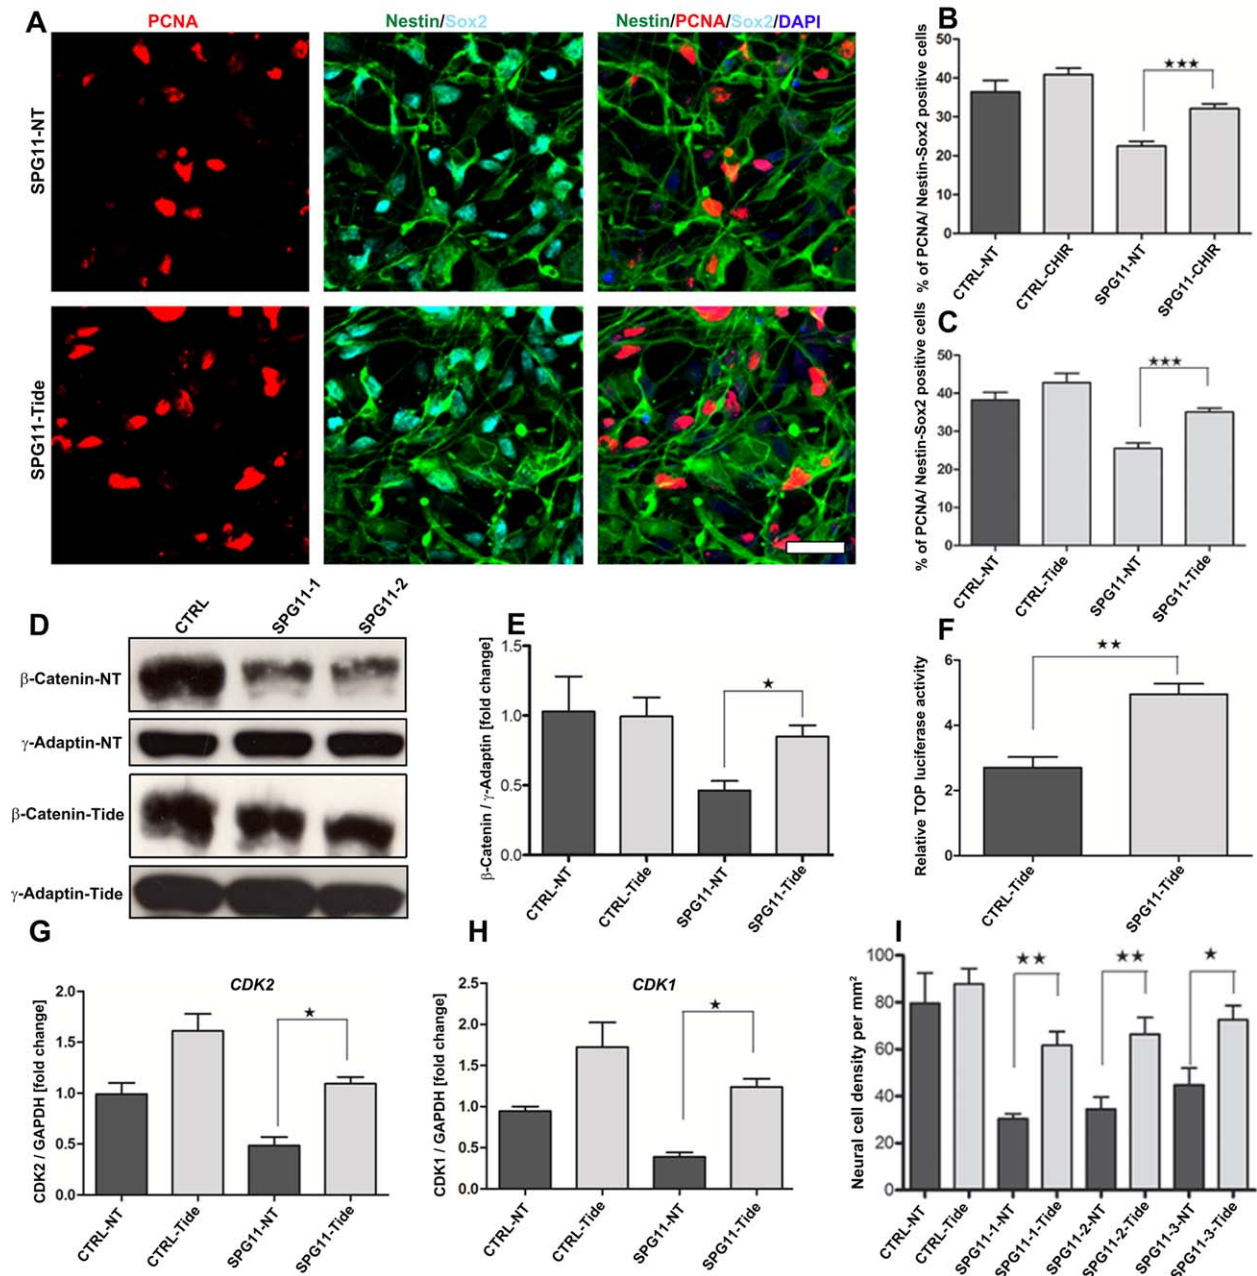 A
PCNA
Nestin/Sox2
Nestin/PCNA/Sox2/DAPI
SPG11-NT
SPG11-Tide
B
% of PCNA/ Nestin-Sox2 positive cells
50
40
30
20
10
0
★★★
CTRL-NT
CTRL-CHIR
SPG11-NT
SPG11-CHIR
C
% of PCNA/ Nestin-Sox2 positive cells
50
40
30
20
10
0
★★★
CTRL-NT
CTRL-Tide
SPG11-NT
SPG11-Tide
D
CTRL
SPG11-1
SPG11-2
β-Catenin-NT
γ-Adaptin-NT
β-Catenin-Tide
γ-Adaptin-Tide
E
β-Catenin / γ-Adaptin [fold change]
1.5
1.0
0.5
0.0
★
CTRL-NT
CTRL-Tide
SPG11-NT
SPG11-Tide
F
Relative TOP luciferase activity
6
4
2
0
★★
CTRL-Tide
SPG11-Tide
G
CDK2
CDK2 / GAPDH [fold change]
2.0
1.5
1.0
0.5
0.0
★
CTRL-NT
CTRL-Tide
SPG11-NT
SPG11-Tide
H
CDK1
CDK1 / GAPDH [fold change]
2.5
2.0
1.5
1.0
0.5
0.0
★
CTRL-NT
CTRL-Tide
SPG11-NT
SPG11-Tide
I
Neural cell density per mm²
100
80
60
40
20
0
★★
★★
★
CTRL-NT
CTRL-Tide
SPG11-1-NT
SPG11-1-Tide
SPG11-2-NT
SPG11-2-Tide
SPG11-3-NT
SPG11-3-Tide